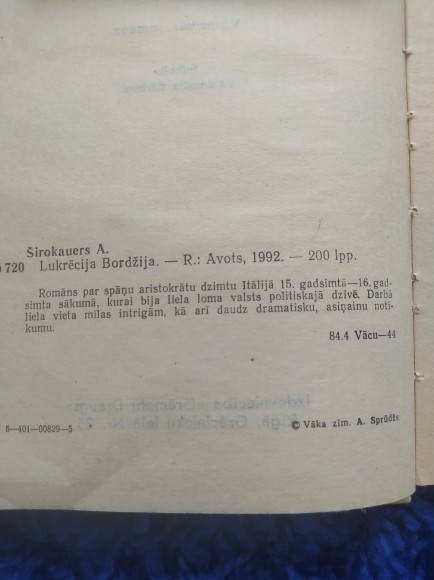 Širokauers A.
720 Lukrēcija Bordžija. — R.: Avots, 1992. — 200 lpp.
Romāns par spāņu aristokrātu dzimtu Itālijā 15. gadsimtā—16. gad-
simta sākumā, kurai bija liela loma valsts politiskajā dzīvē. Darbā
liela vieta mīlas intrigām, kā arī daudz dramatisku, asiņainu noti-
kumu.
84.4 Vācu—44
5—401—00829—5
© Vāka zīm. A. Sprūdžs